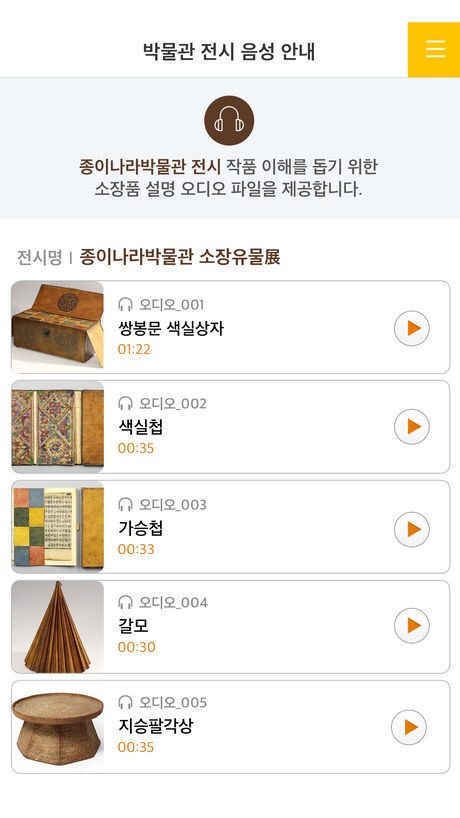 박물관 전시 음성 안내
종이나라박물관 전시 작품 이해를 돕기 위한
소장품 설명 오디오 파일을 제공합니다.
전시명 | 종이나라박물관 소장유물展
오디오_001
쌍봉문 색실상자
01:22
오디오_002
색실첩
00:35
오디오_003
가승첩
00:33
오디오_004
갈모
00:30
오디오_005
지승팔각상
00:35